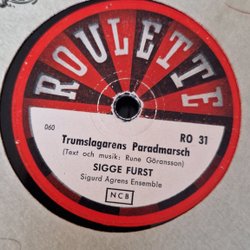 ROULETTE
060
RO 31
Trumslagarens Paradmarsch
(Text och musik: Rune Göransson)
SIGGE FURST
Sigurd Agrens Ensemble
NCB